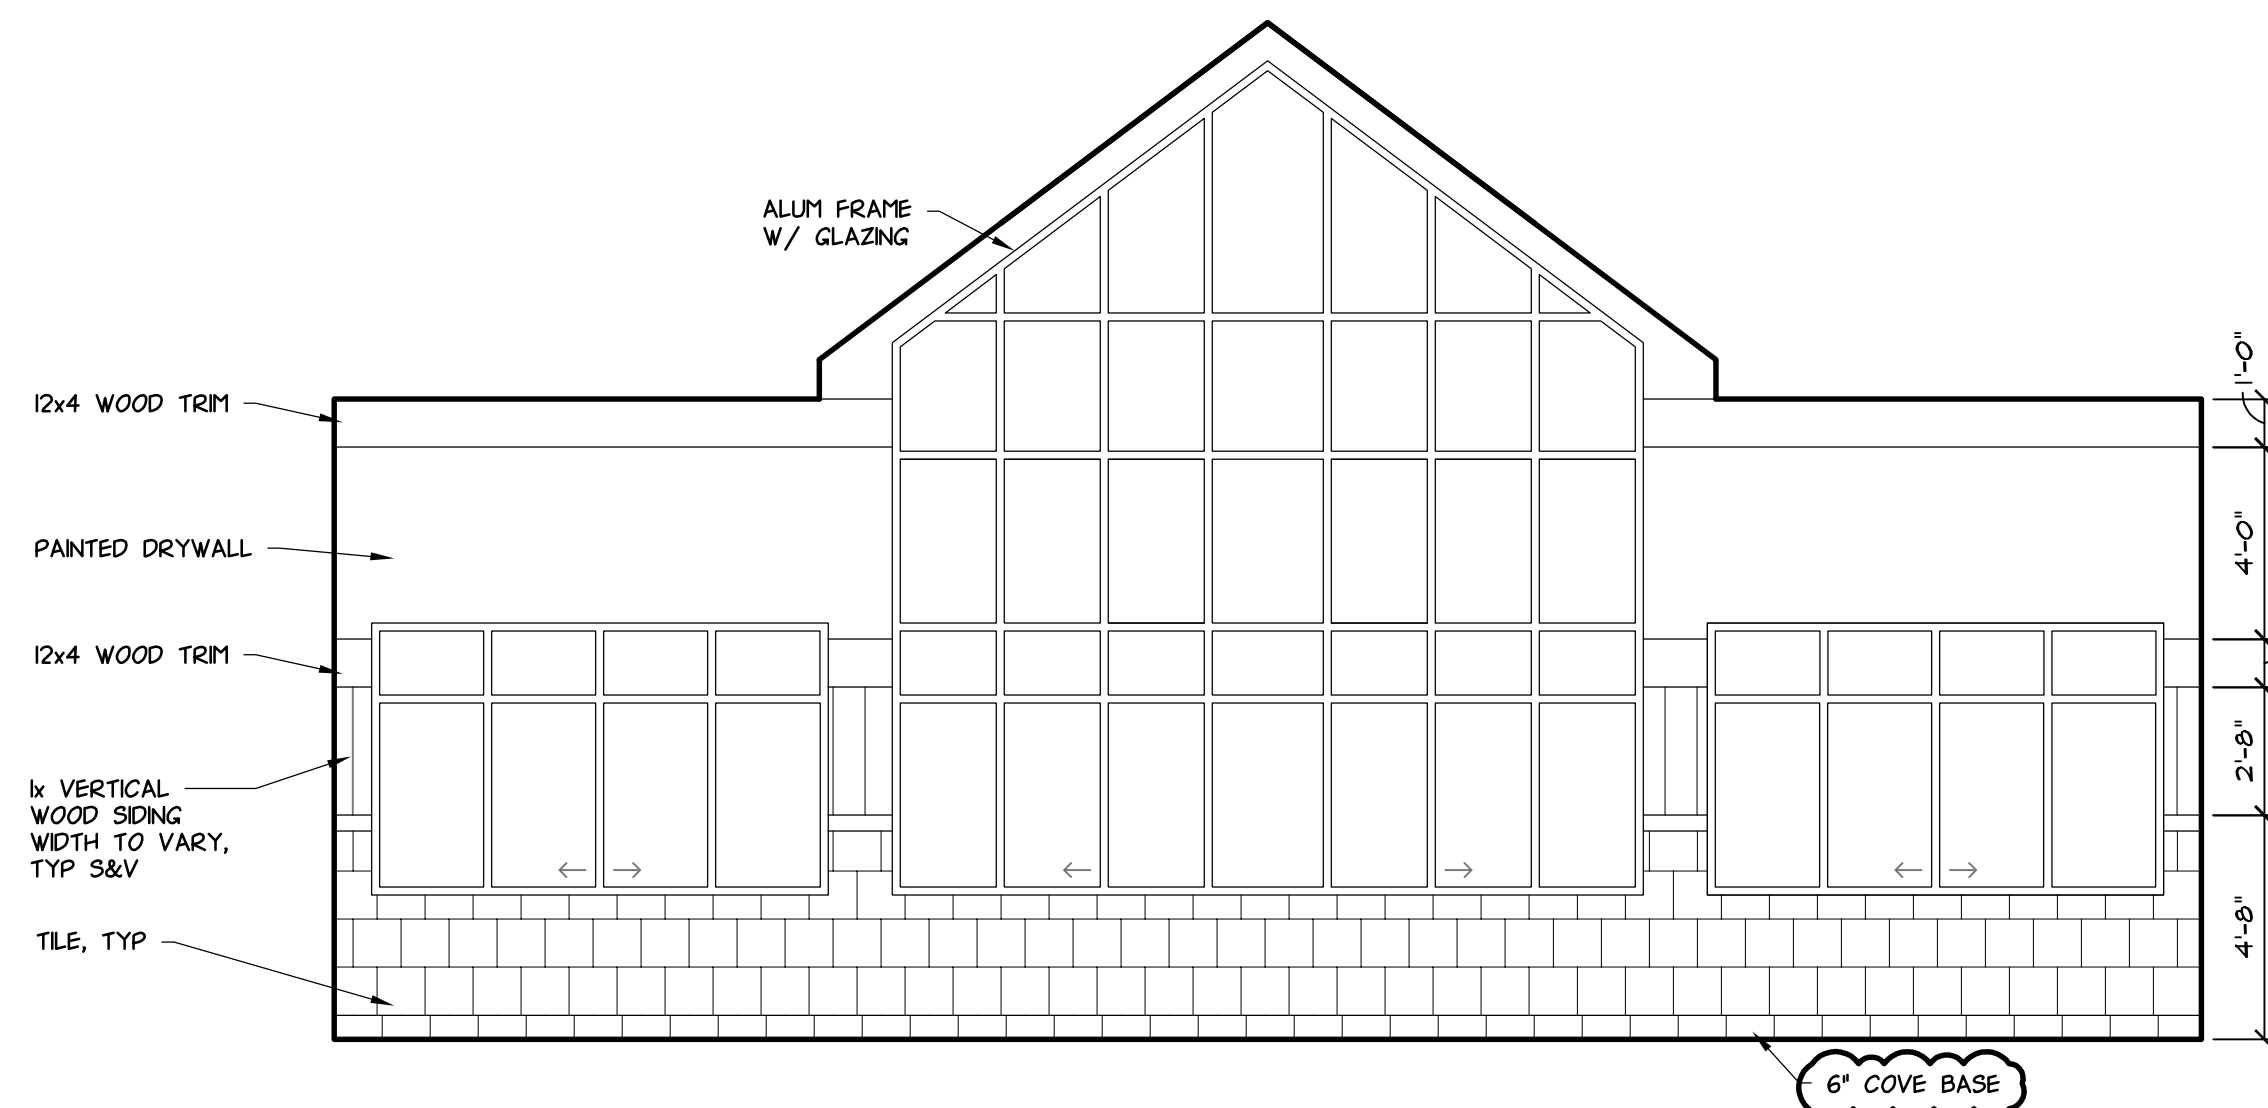 ALUM FRAME
W/ GLAZING
12x4 WOOD TRIM
PAINTED DRYWALL
12x4 WOOD TRIM
1x VERTICAL
WOOD SIDING
WIDTH TO VARY,
TYP S&V
TILE, TYP
1'-0"
4'-0"
2'-8"
4'-8"
6" COVE BASE